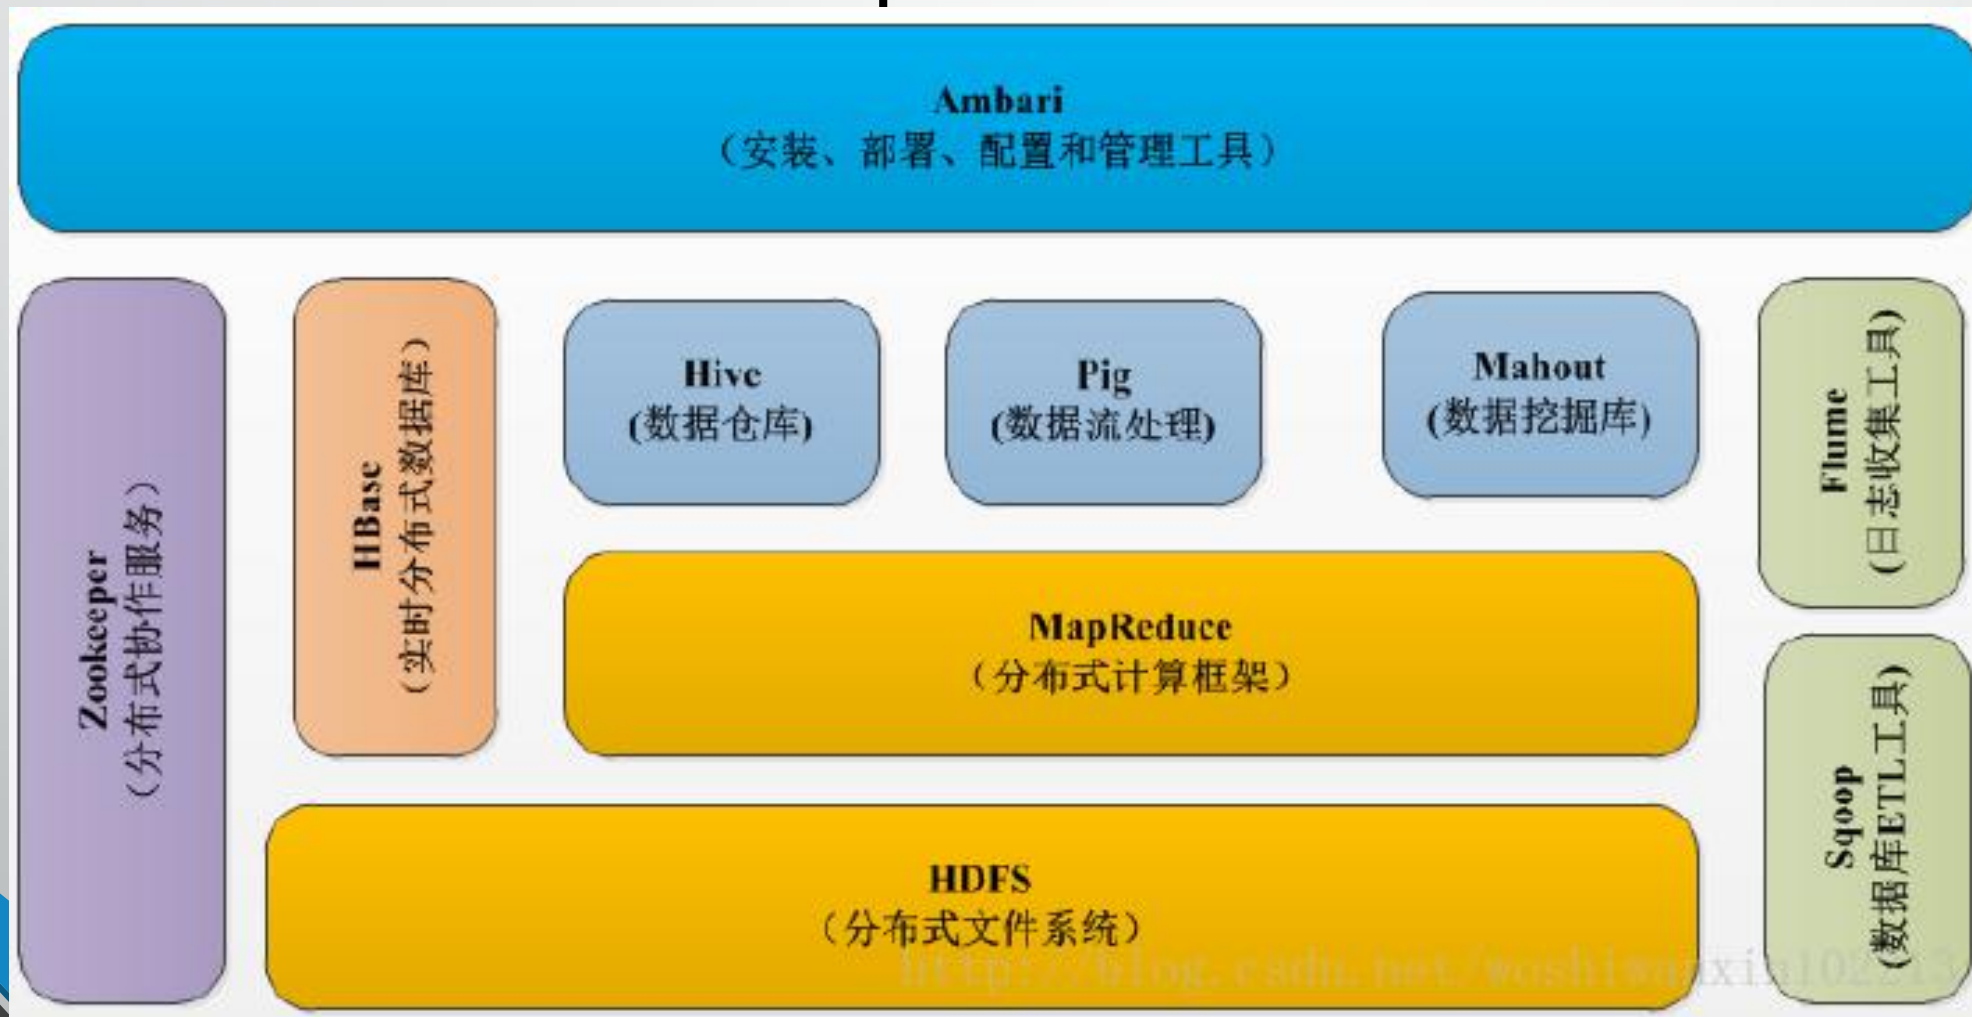 Ambari
（安装、部署、配置和管理工具）
Zookeeper
（分布式协作服务）
HBase
（实时分布式数据库）
Hive
(数据仓库)
Pig
(数据流处理)
Mahout
(数据挖掘库)
Flume
(日志收集工具)
MapReduce
（分布式计算框架）
Sqoop
(数据库ETL工具)
HDFS
（分布式文件系统）